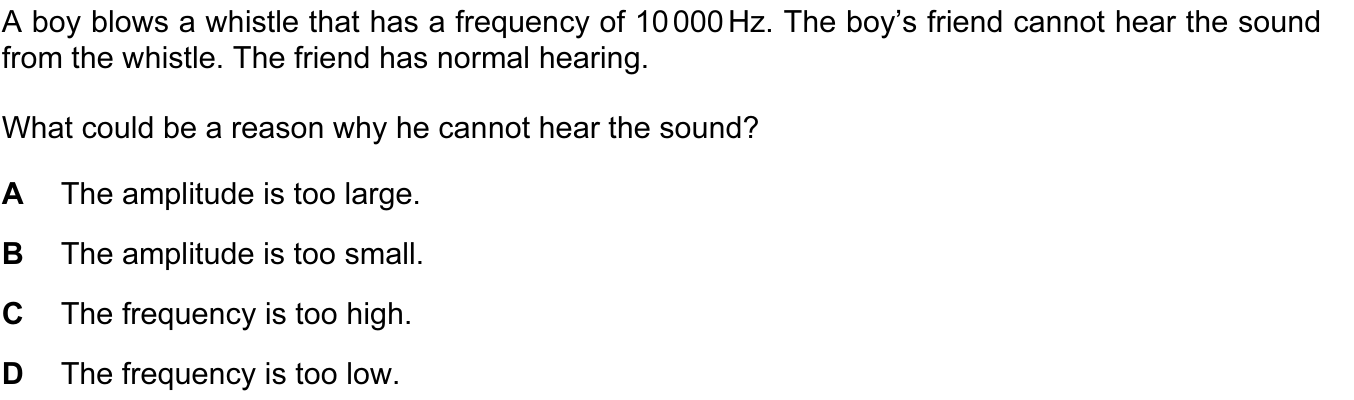 A boy blows a whistle that has a frequency of 10 000 Hz. The boy’s friend cannot hear the sound
from the whistle. The friend has normal hearing.
What could be a reason why he cannot hear the sound?
A The amplitude is too large.
B The amplitude is too small.
C The frequency is too high.
D The frequency is too low.